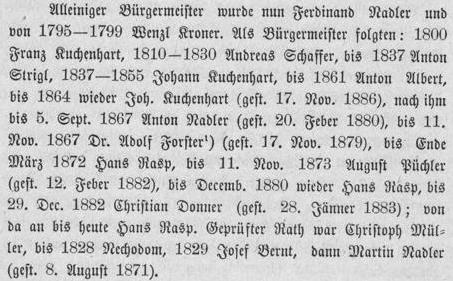 Alleiniger Bürgermeister wurde nun Ferdinand Nadler und
von 1795—1799 Wenzl Kroner. Als Bürgermeister folgten: 1800
Franz Kuchenhart, 1810—1830 Andreas Schaffer, bis 1837 Anton
Strigl, 1837—1855 Johann Kuchenhart, bis 1861 Anton Albert,
bis 1864 wieder Joh. Kuchenhart (gest. 17. Nov. 1886), nach ihm
bis 5. Sept. 1867 Anton Nadler (gest. 20. Feber 1880), bis 11.
Nov. 1867 Dr. Adolf Forster¹) (gest. 17. Nov. 1879), bis Ende
März 1872 Hans Rasp, bis 11. Nov. 1873 August Püchler
(gest. 12. Feber 1882), bis Decemb. 1880 wieder Hans Rasp, bis
29. Dec. 1882 Christian Donner (gest. 28. Jänner 1883); von
da an bis heute Hans Rasp. Geprüfter Rath war Christoph Mül-
ler, bis 1828 Nechodom, 1829 Josef Bernt, dann Martin Nadler
(gest. 8. August 1871).